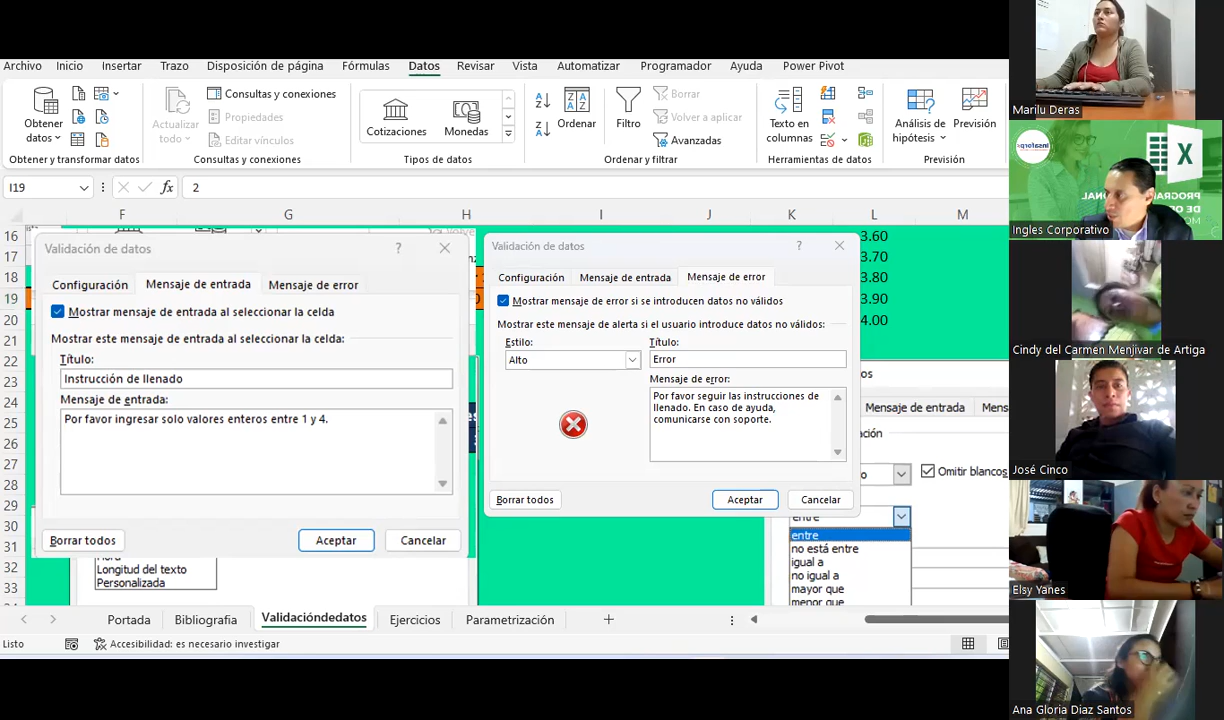 Archivo Inicio Insertar Trazo Disposición de página Fórmulas Datos Revisar Vista Automatizar Programador Ayuda Power Pivot
Obtener datos
Obtener y transformar datos
Actualizar todo
Consultas y conexiones
Propiedades
Editar vínculos
Consultas y conexiones
Cotizaciones
Monedas
Tipos de datos
Ordenar
Filtro
Borrar
Volver a aplicar
Avanzadas
Ordenar y filtrar
Texto en columnas
Herramientas de datos
Análisis de hipótesis
Previsión
Previsión
I19
fx
2
F G H I J K L M
16
17
18
19
20
21
22
23
24
25
26
27
28
29
30
31
32
33
3.60
3.70
3.80
3.90
4.00
Validación de datos
?
Configuración
Mensaje de entrada
Mensaje de error
Mostrar mensaje de entrada al seleccionar la celda
Mostrar este mensaje de entrada al seleccionar la celda:
Título:
Instrucción de llenado
Mensaje de entrada:
Por favor ingresar solo valores enteros entre 1 y 4.
Borrar todos
Aceptar
Cancelar
Longitud del texto
Personalizada
Validación de datos
?
Configuración
Mensaje de entrada
Mensaje de error
Mostrar mensaje de error si se introducen datos no válidos
Mostrar este mensaje de alerta si el usuario introduce datos no válidos:
Estilo:
Alto
Título:
Error
Mensaje de error:
Por favor seguir las instrucciones de
llenado. En caso de ayuda,
comunicarse con soporte.
Borrar todos
Aceptar
Cancelar
Mensaje de entrada
Omitir blancos
entre
entre
no está entre
igual a
no igual a
mayor que
menor que
Portada
Bibliografia
Validacióndedatos
Ejercicios
Parametrización
Listo
Accesibilidad: es necesario investigar
Marilu Deras
Insaforp
X
Ingles Corporativo
Cindy del Carmen Menjivar de Artiga
José Cinco
Elsy Yanes
Ana Gloria Diaz Santos